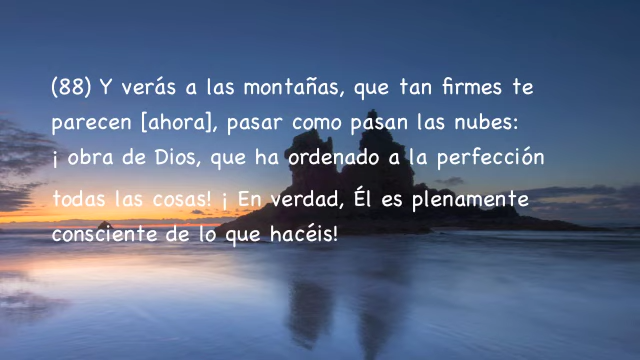 (88) Y verás a las montañas, que tan firmes te
parecen [ahora], pasar como pasan las nubes:
¡ obra de Dios, que ha ordenado a la perfección
todas las cosas! ¡ En verdad, Él es plenamente
consciente de lo que hacéis!